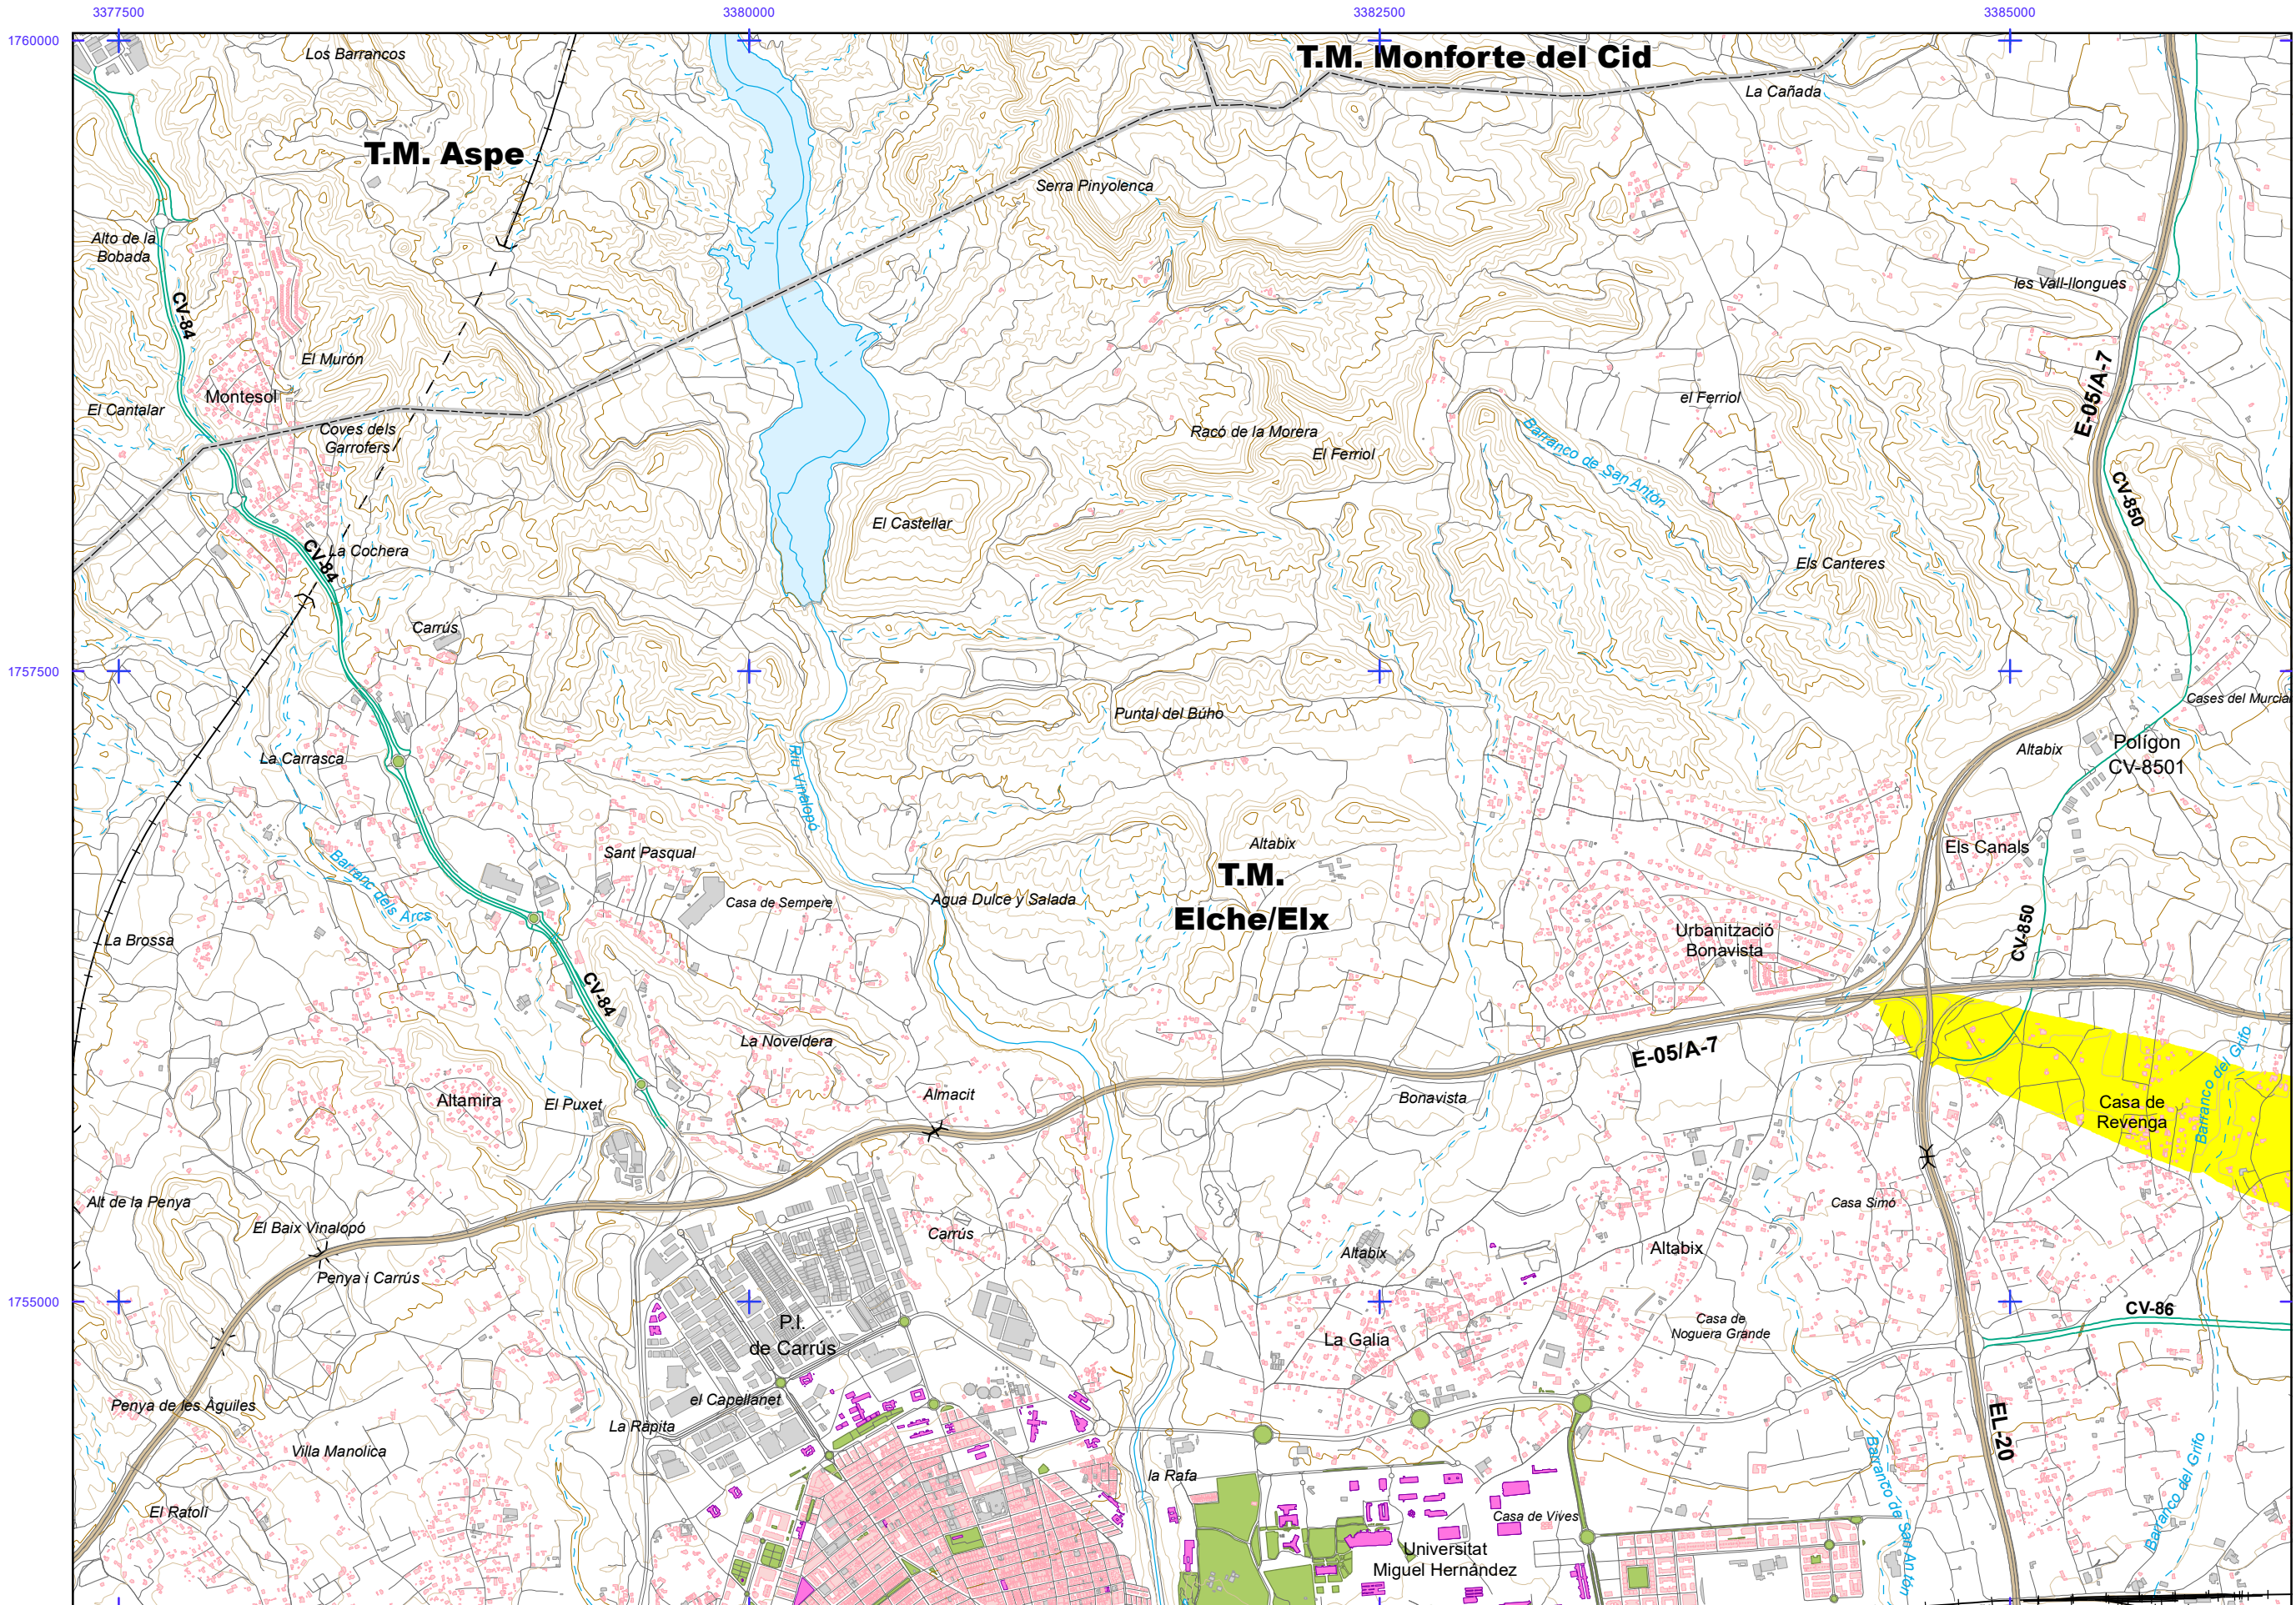 3377500
3380000
3382500
3385000
1760000
Los Barrancos
T.M. Monforte del Cid
La Cañada
T.M. Aspe
Serra Pinyolenca
Alto de la
Bobada
les Vall-llongues
CV-84
El Murón
E-05/A-7
Montesol
el Ferriol
El Cantalar
Coves dels
Garrofers
Racó de la Morera
El Ferriol
Barranco de San Antón
CV-850
El Castellar
CV-84
La Cochera
Els Canteres
Carrús
1757500
Cases del Murcia
Puntal del Búho
Riu Vinalopó
Altabix
Polígon
CV-8501
La Carrasca
Altabix
Els Canals
Sant Pasqual
Barranc dels Arcs
T.M.
Elche/Elx
Casa de Sempere
Agua Dulce y Salada
Urbanització
Bonavista
CV-850
La Brossa
CV-84
La Noveldera
E-05/A-7
Barranco del Grifo
Altamira
El Puxet
Almacit
Bonavista
Casa de
Revenga
Alt de la Penya
Casa Simó
El Baix Vinalopó
Carrús
Altabix
Altabix
Penya i Carrús
1755000
CV-86
P.I.
de Carrús
La Galia
Casa de
Noguera Grande
Penya de les Àguiles
el Capellanet
La Ràpita
EL-20
Villa Manolica
la Rafa
Barranco de San Antón
Barranco del Grifo
El Ratolí
Casa de Vives
Universitat
Miguel Hernández